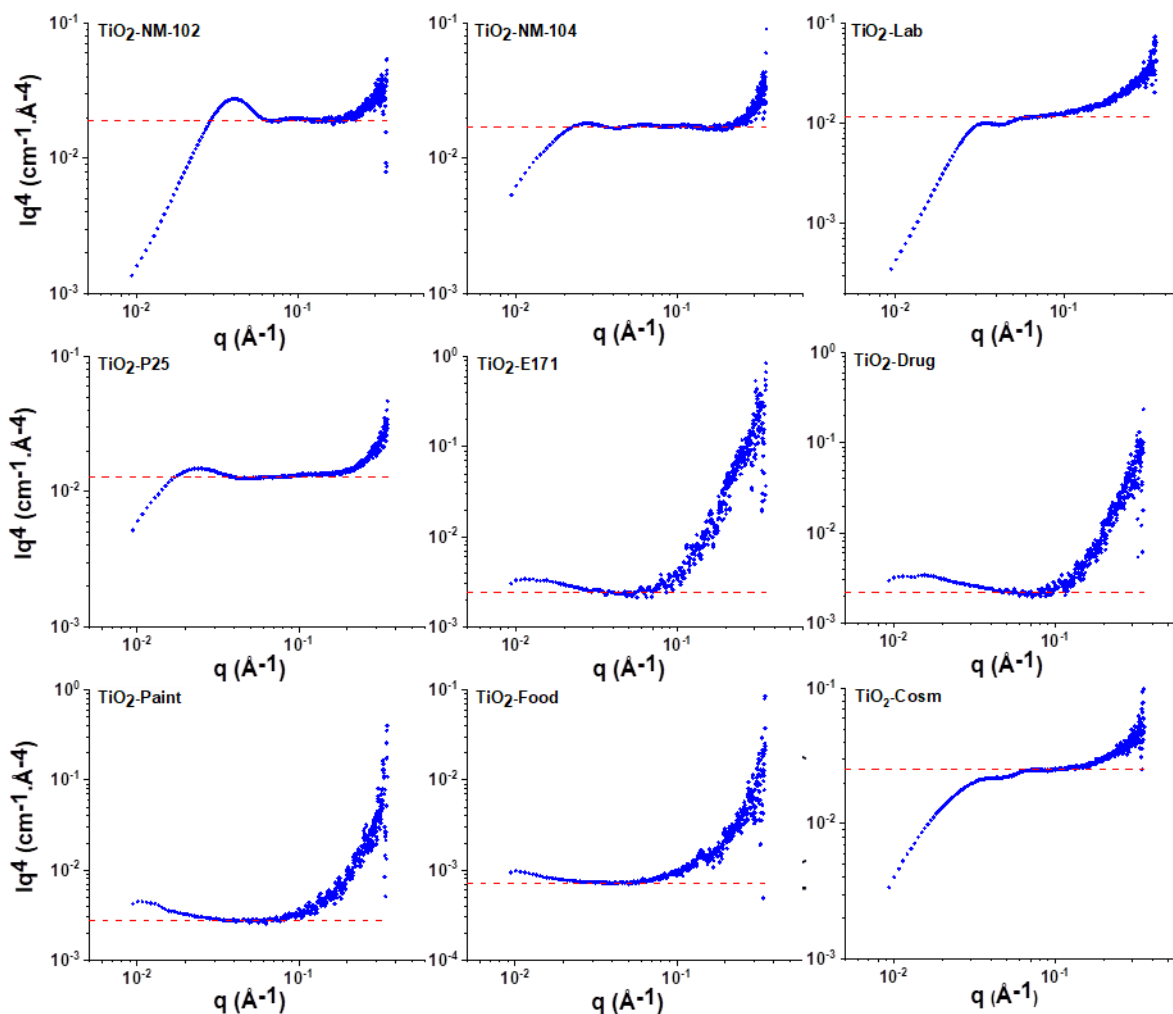 TiO2-NM-102
TiO2-NM-104
TiO2-Lab
Iq4 (cm-1.Å-4)
10-1
10-2
10-3
10-2
10-1
q (Å-1)
10-1
10-2
10-3
10-2
10-1
q (Å-1)
10-1
10-2
10-3
10-2
10-1
q (Å-1)
TiO2-P25
TiO2-E171
TiO2-Drug
Iq4 (cm-1.Å-4)
10-1
10-2
10-3
10-2
10-1
q (Å-1)
100
10-1
10-2
10-3
10-2
10-1
q (Å-1)
100
10-1
10-2
10-3
10-2
10-1
q (Å-1)
TiO2-Paint
TiO2-Food
TiO2-Cosm
Iq4 (cm-1.Å-4)
100
10-1
10-2
10-3
10-2
10-1
q (Å-1)
10-1
10-2
10-3
10-4
10-2
10-1
q (Å-1)
10-1
10-2
10-3
10-2
10-1
q (Å-1)